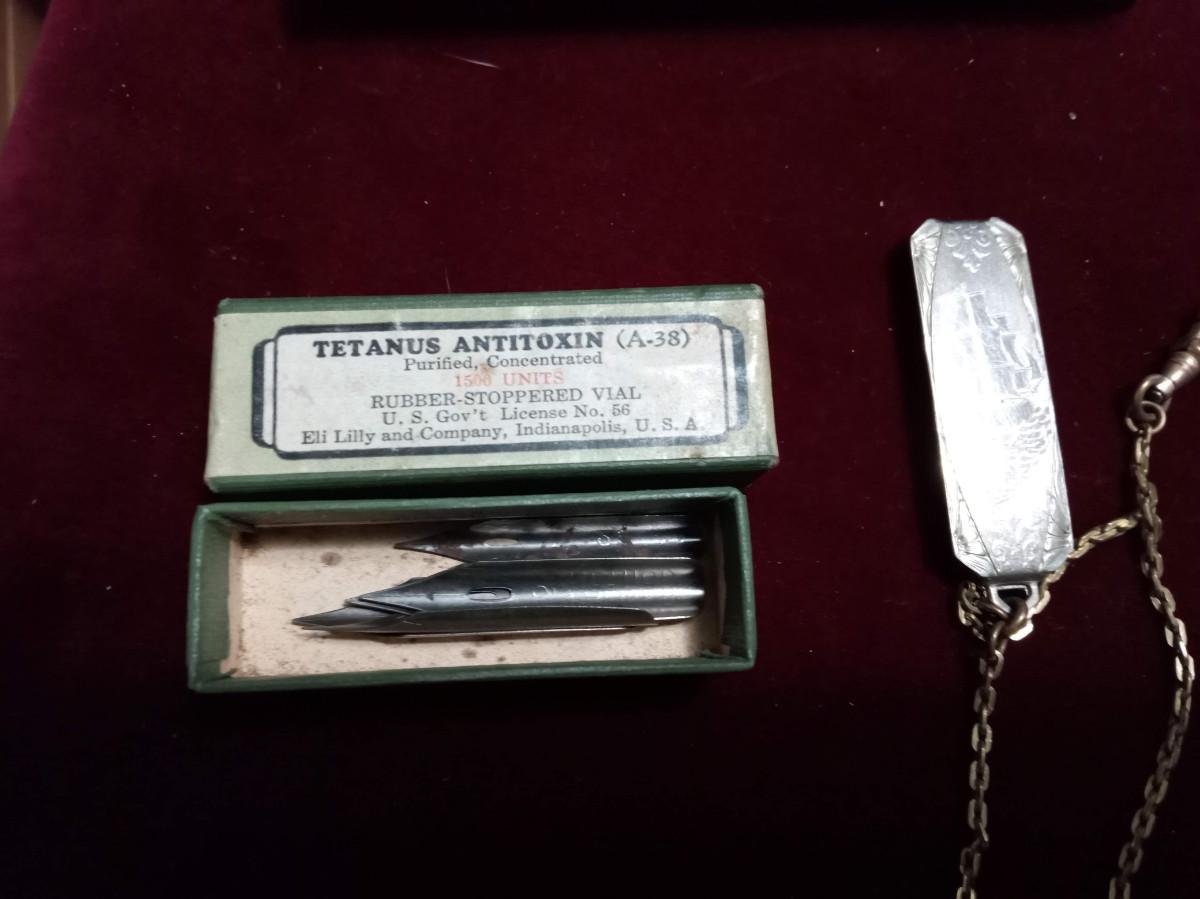 TETANUS ANTITOXIN (A-38)
Purified, Concentrated
1500 UNITS
RUBBER-STOPPERED VIAL
U. S. Gov't License No. 56
Eli Lilly and Company, Indianapolis, U. S. A.